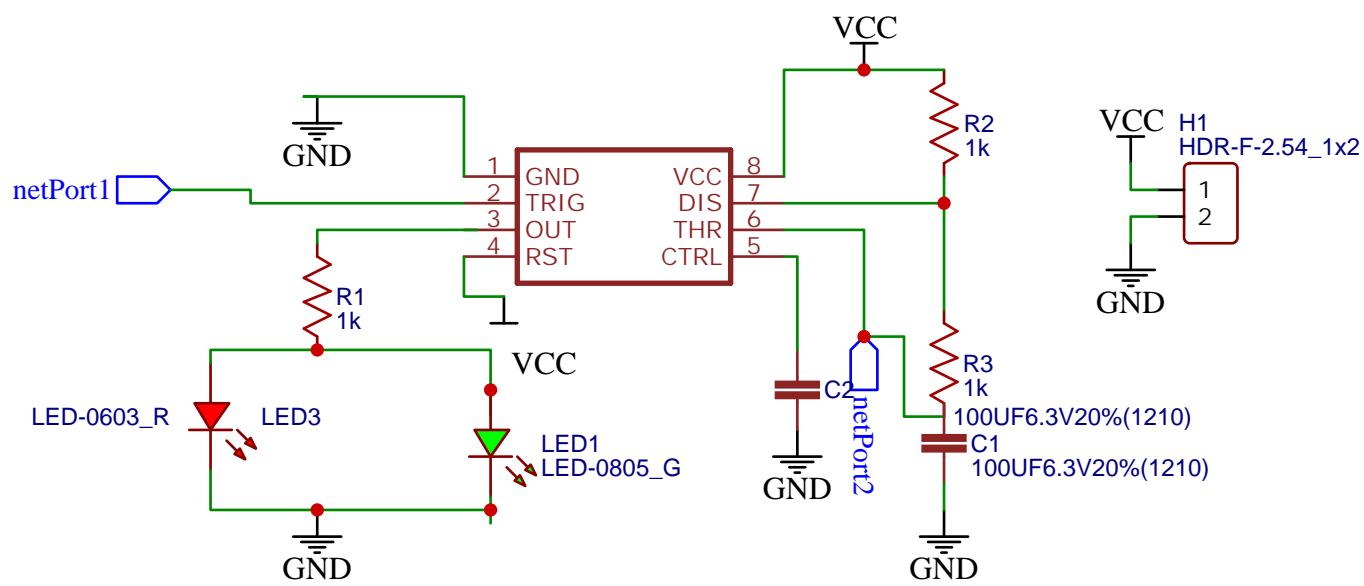 VCC
R2
1k
VCC
H1
HDR-F-2.54_1x2
1
2
GND
GND
netPort1
1
GND
VCC
8
2
TRIG
DIS
7
3
OUT
THR
6
4
RST
CTRL
5
R1
1k
VCC
LED-0603_R
LED3
LED1
LED-0805_G
C2
netPort2
R3
1k
100UF6.3V20%(1210)
C1
100UF6.3V20%(1210)
GND
GND
GND